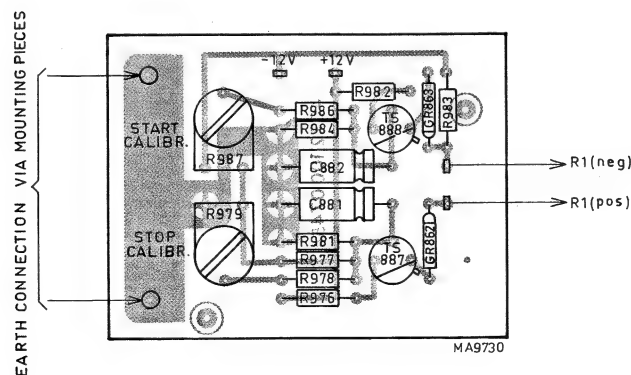 EARTH CONNECTION VIA MOUNTING PIECES
-12V
+12V
R982
GR863
R983
START
CALIBR.
R986
R984
TS
888
R987
C882
R1(neg)
C881
R1(pos)
R979
STOP
CALIBR.
R981
R977
TS
887
GR862
R978
R976
MA9730